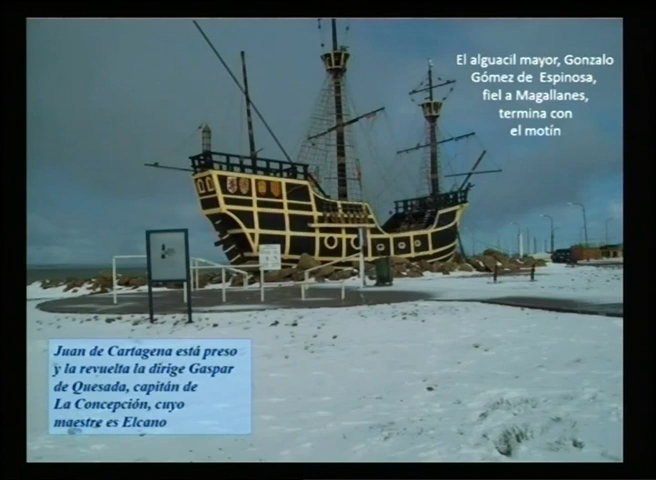 El alguacil mayor, Gonzalo
Gómez de Espinosa,
fiel a Magallanes,
termina con
el motín
Juan de Cartagena está preso
y la revuelta la dirige Gaspar
de Quesada, capitán de
La Concepción, cuyo
maestre es Elcano